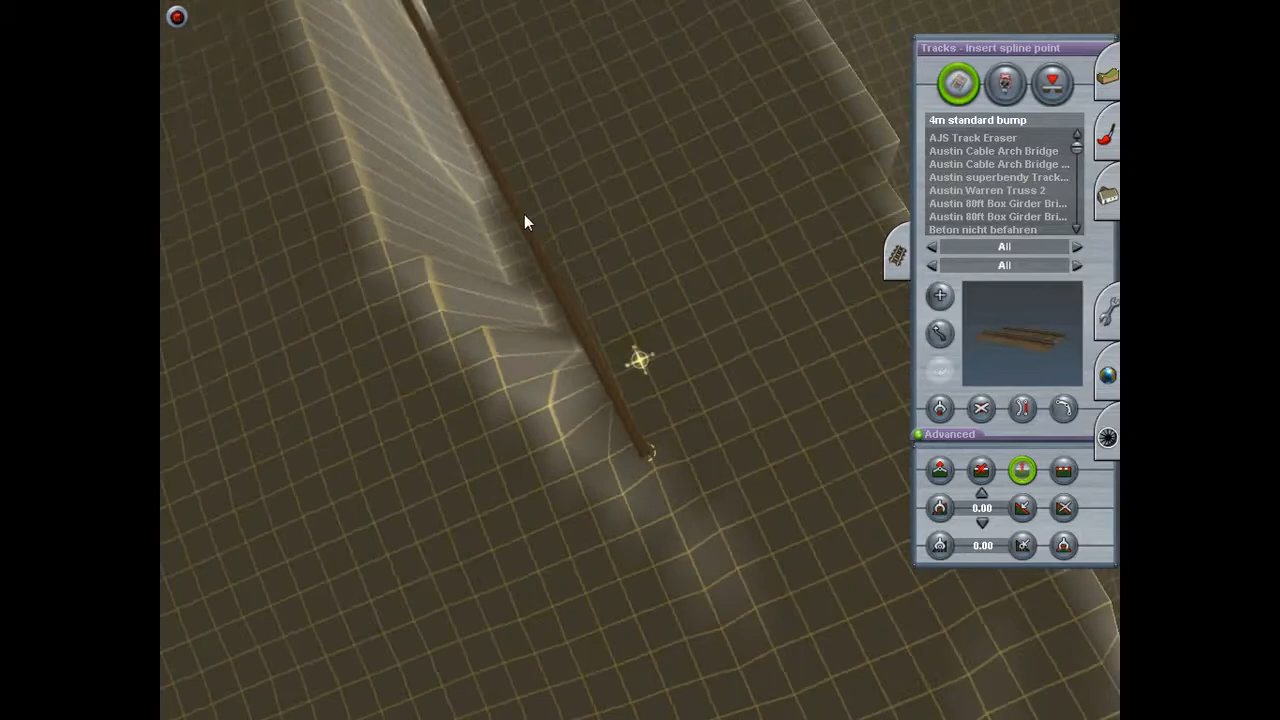 Tracks - insert spline point
4m standard bump
AJS Track Eraser
Austin Cable Arch Bridge
Austin Cable Arch Bridge ...
Austin superbendy Track...
Austin Warren Truss 2
Austin 80ft Box Girder Bri...
Austin 80ft Box Girder Bri...
Beton nicht befahren
All
All
Advanced
0.00
0.00